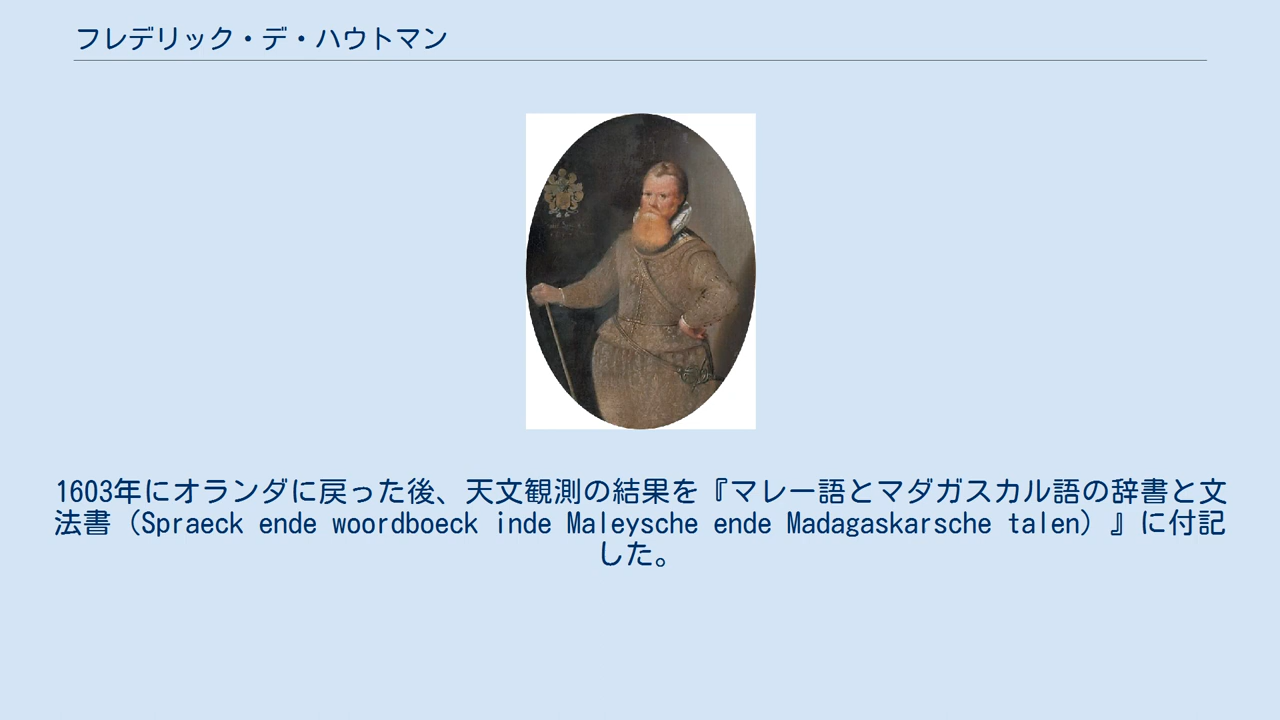 フレデリック・デ・ハウトマン
1603年にオランダに戻った後、天文観測の結果を『マレー語とマダガスカル語の辞書と文
法書（Spraeck ende woordboeck inde Maleysche ende Madagaskarsche talen）』に付記
した。